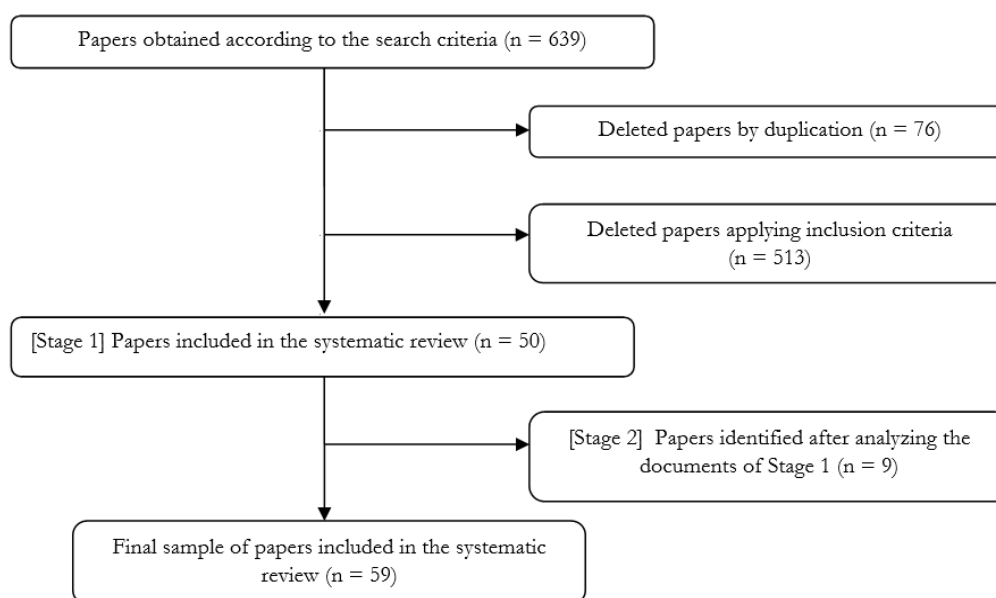 Papers obtained according to the search criteria (n = 639)
Deleted papers by duplication (n = 76)
Deleted papers applying inclusion criteria
(n = 513)
[Stage 1] Papers included in the systematic review (n = 50)
[Stage 2] Papers identified after analyzing the
documents of Stage 1 (n = 9)
Final sample of papers included in the systematic
review (n = 59)